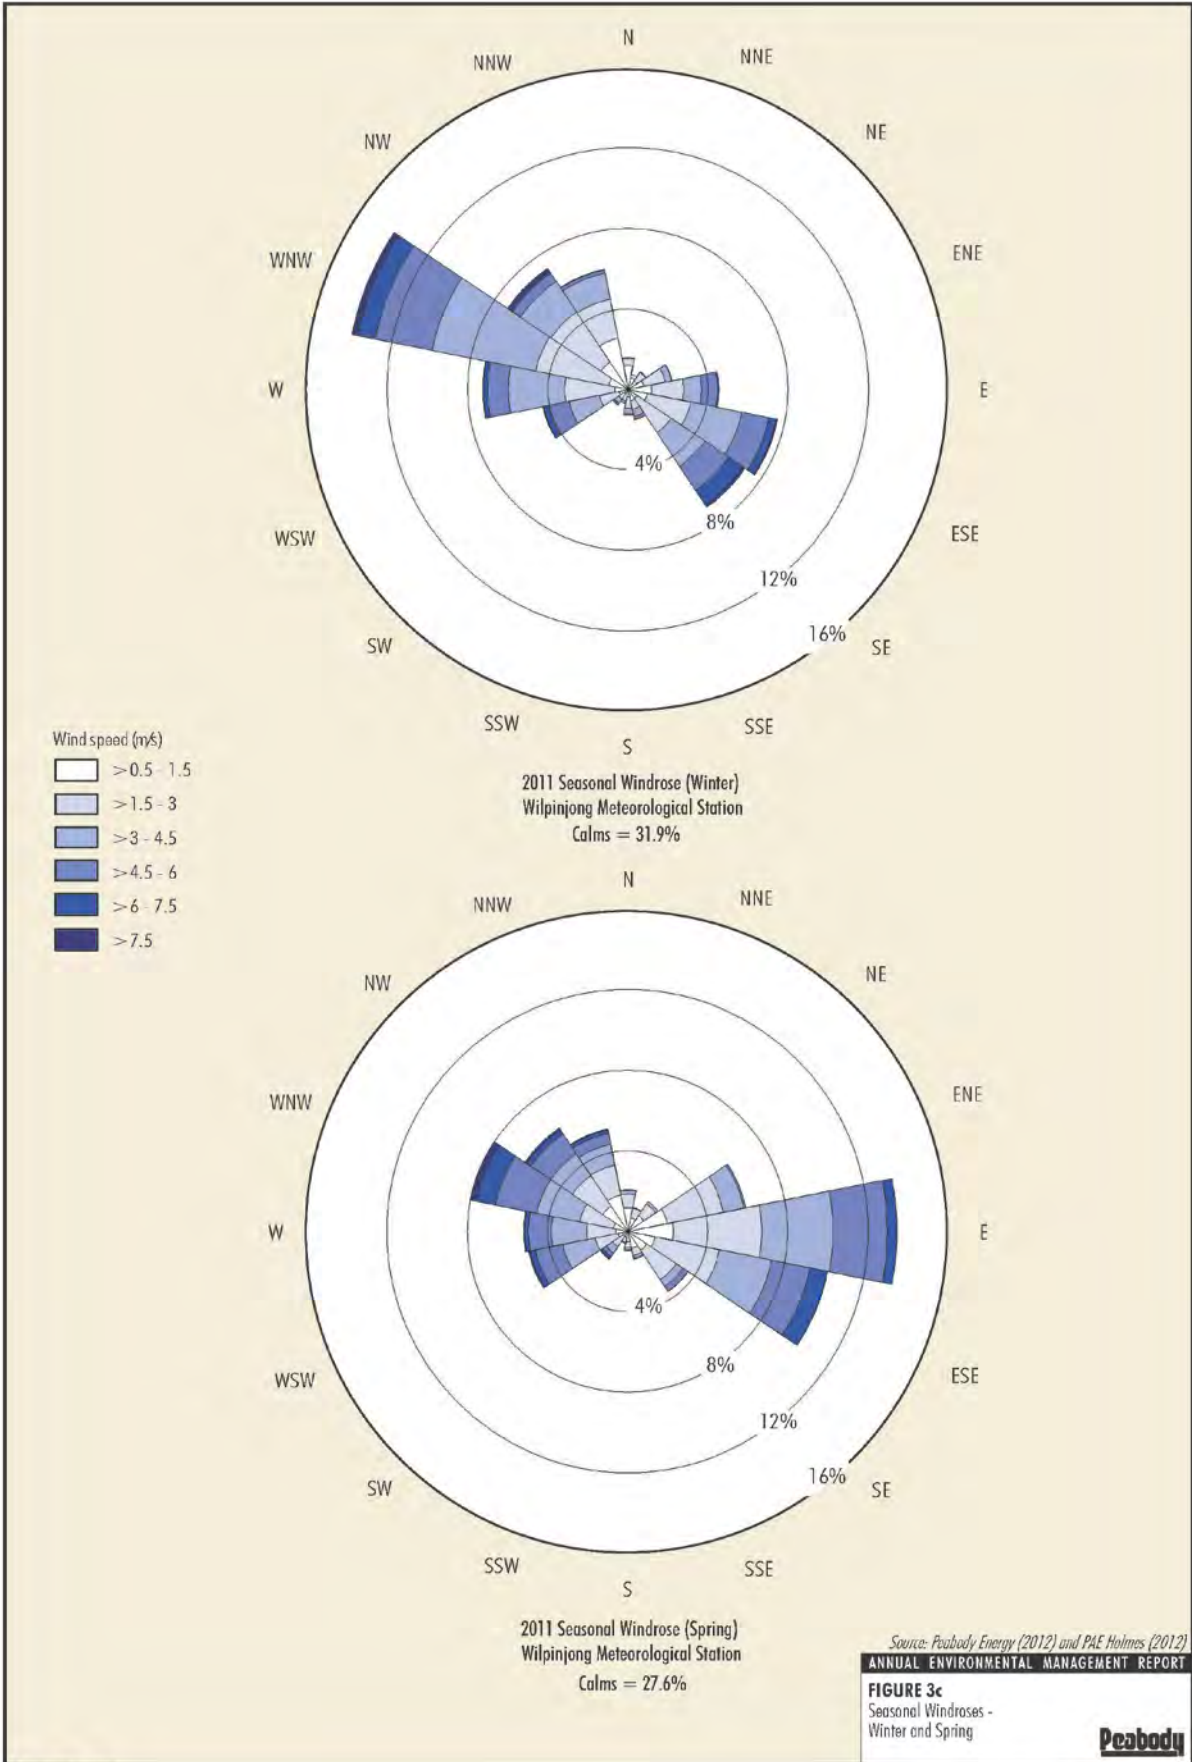 N
NNW
NNE
NW
NE
WNW
ENE
W
E
4%
8%
WSW
ESE
12%
16%
SW
SE
SSW
SSE
S
Wind speed (m/s)
>0.5 - 1.5
>1.5 - 3
>3 - 4.5
>4.5 - 6
>6 - 7.5
>7.5
2011 Seasonal Windrose (Winter)
Wilpinjong Meteorological Station
Calms = 31.9%
N
NNW
NNE
NW
NE
WNW
ENE
W
E
4%
8%
WSW
ESE
12%
16%
SW
SE
SSW
SSE
S
2011 Seasonal Windrose (Spring)
Wilpinjong Meteorological Station
Calms = 27.6%
Source: Peabody Energy (2012) and PAE Holmes (2012)
ANNUAL ENVIRONMENTAL MANAGEMENT REPORT
FIGURE 3c
Seasonal Windroses -
Winter and Spring
Peabody